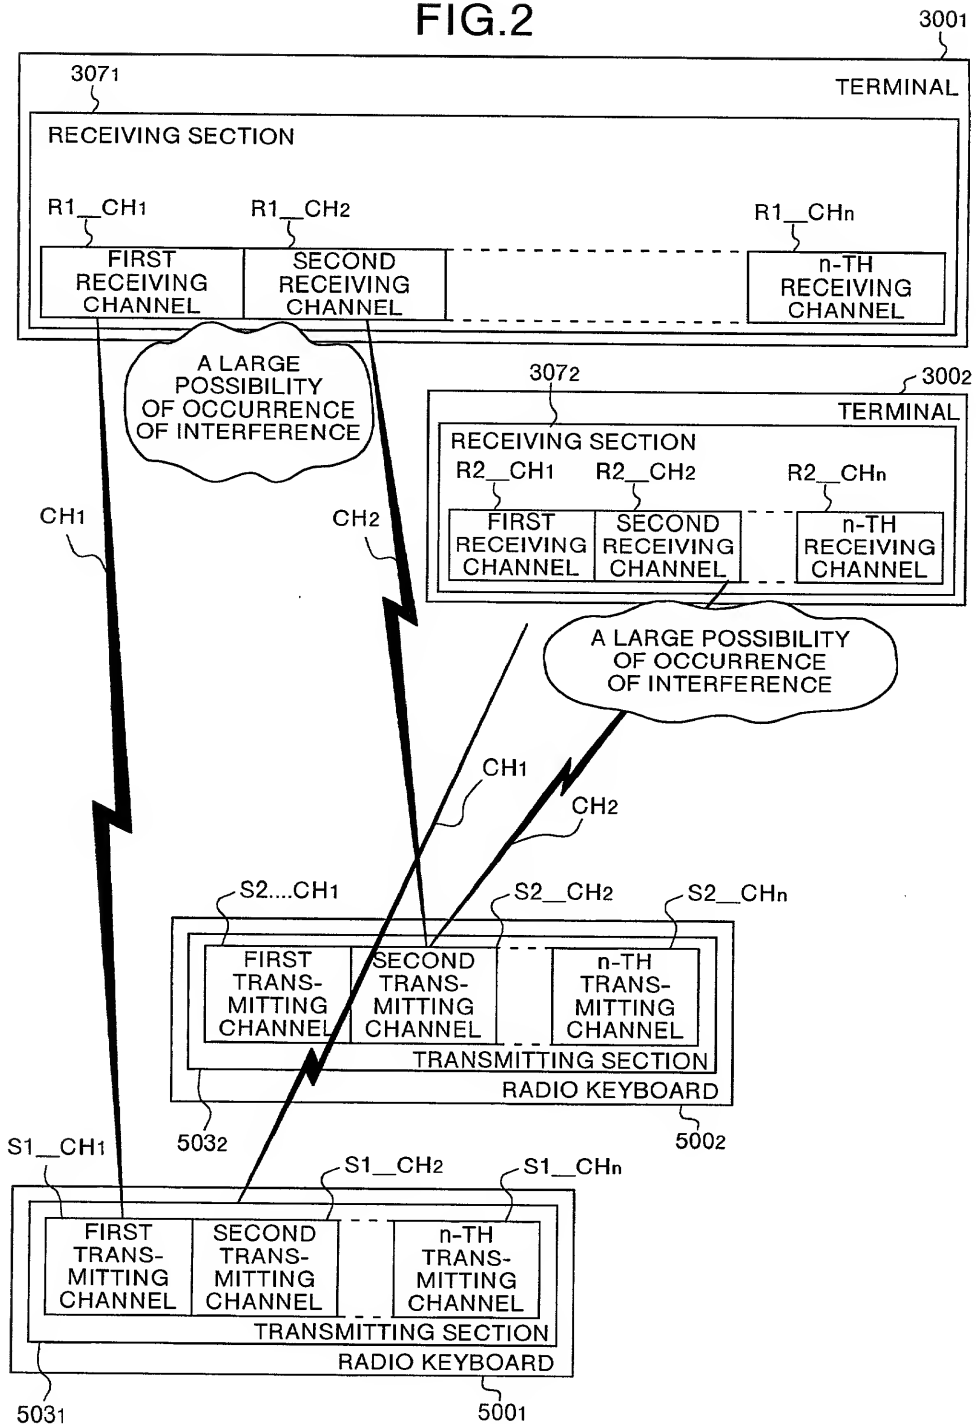 FIG.2
3001
TERMINAL
3071
RECEIVING SECTION
R1__CH1
R1__CH2
R1__CHn
FIRST
RECEIVING
CHANNEL
SECOND
RECEIVING
CHANNEL
n-TH
RECEIVING
CHANNEL
A LARGE
POSSIBILITY
OF OCCURRENCE
OF INTERFERENCE
3072
3002
TERMINAL
RECEIVING SECTION
R2__CH1
R2__CH2
R2__CHn
FIRST
RECEIVING
CHANNEL
SECOND
RECEIVING
CHANNEL
n-TH
RECEIVING
CHANNEL
CH1
CH2
A LARGE POSSIBILITY
OF OCCURRENCE
OF INTERFERENCE
CH1
CH2
S2....CH1
S2__CH2
S2__CHn
FIRST
TRANS-
MITTING
CHANNEL
SECOND
TRANS-
MITTING
CHANNEL
n-TH
TRANS-
MITTING
CHANNEL
TRANSMITTING SECTION
RADIO KEYBOARD
5032
5002
S1__CH1
S1__CH2
S1__CHn
FIRST
TRANS-
MITTING
CHANNEL
SECOND
TRANS-
MITTING
CHANNEL
n-TH
TRANS-
MITTING
CHANNEL
TRANSMITTING SECTION
RADIO KEYBOARD
5031
5001